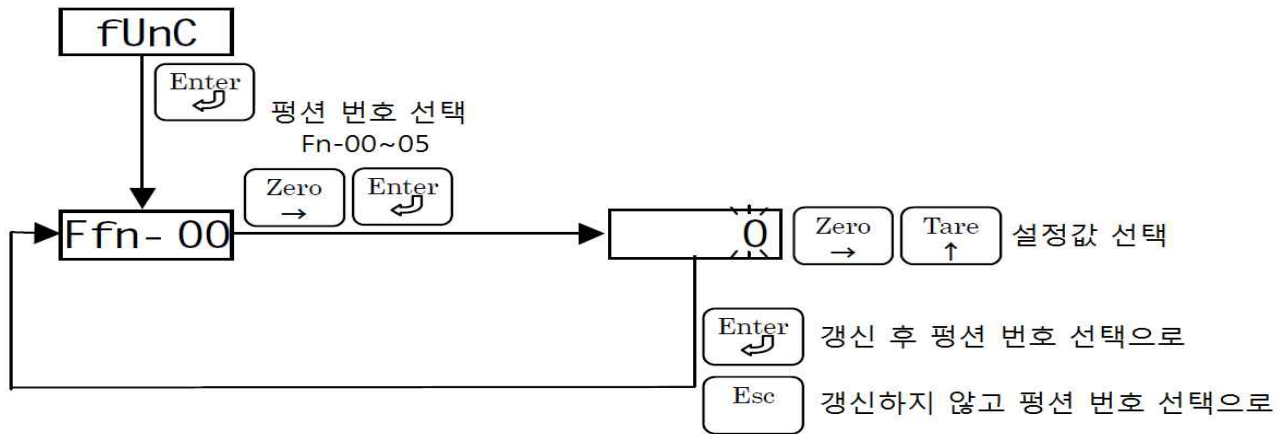 fUnC
Enter
펑션 번호 선택
Fn-00~05
Zero
→
Enter
Ffn- 00
0
Zero
→
Tare
↑
설정값 선택
Enter
갱신 후 펑션 번호 선택으로
Esc
갱신하지 않고 펑션 번호 선택으로